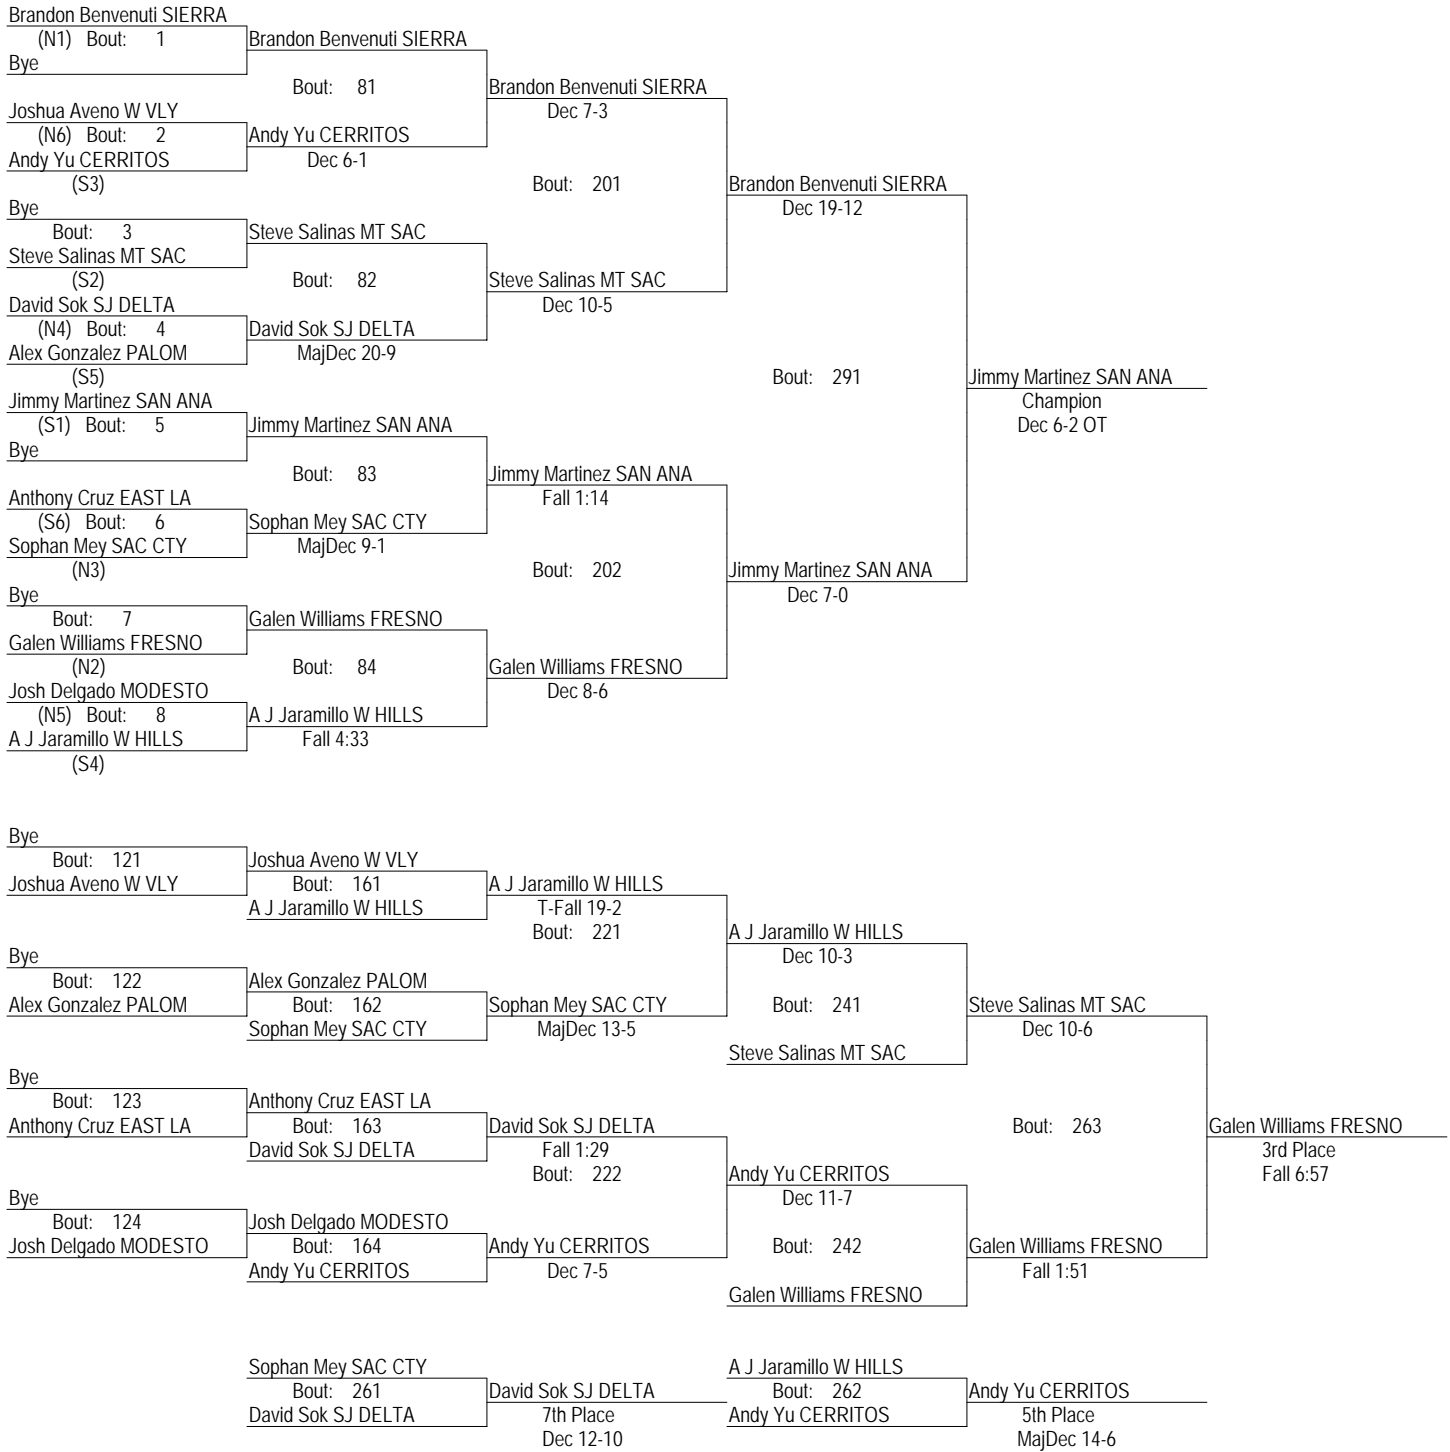 Brandon Benvenuti SIERRA
(N1) Bout: 1 Brandon Benvenuti SIERRA
Bye
Bout: 81 Brandon Benvenuti SIERRA
Joshua Aveno W VLY Dec 7-3
(N6) Bout: 2 Andy Yu CERRITOS
Andy Yu CERRITOS Dec 6-1
(S3) Bout: 201 Brandon Benvenuti SIERRA
Bye Dec 19-12
Bout: 3 Steve Salinas MT SAC
Steve Salinas MT SAC
(S2) Bout: 82 Steve Salinas MT SAC
David Sok SJ DELTA Dec 10-5
(N4) Bout: 4 David Sok SJ DELTA
Alex Gonzalez PALOM MajDec 20-9
(S5) Bout: 291 Jimmy Martinez SAN ANA
Jimmy Martinez SAN ANA Champion
(S1) Bout: 5 Jimmy Martinez SAN ANA Dec 6-2 OT
Bye
Bout: 83 Jimmy Martinez SAN ANA
Anthony Cruz EAST LA Fall 1:14
(S6) Bout: 6 Sophan Mey SAC CTY
Sophan Mey SAC CTY MajDec 9-1
(N3) Bout: 202 Jimmy Martinez SAN ANA
Bye Dec 7-0
Bout: 7 Galen Williams FRESNO
Galen Williams FRESNO
(N2) Bout: 84 Galen Williams FRESNO
Josh Delgado MODESTO Dec 8-6
(N5) Bout: 8 A J Jaramillo W HILLS
A J Jaramillo W HILLS Fall 4:33
(S4)
Bye
Bout: 121 Joshua Aveno W VLY
Joshua Aveno W VLY Bout: 161 A J Jaramillo W HILLS
A J Jaramillo W HILLS T-Fall 19-2
Bout: 221 A J Jaramillo W HILLS
Bye Dec 10-3
Bout: 122 Alex Gonzalez PALOM
Alex Gonzalez PALOM Bout: 162 Sophan Mey SAC CTY Bout: 241 Steve Salinas MT SAC
Sophan Mey SAC CTY MajDec 13-5 Dec 10-6
Steve Salinas MT SAC
Bye
Bout: 123 Anthony Cruz EAST LA
Anthony Cruz EAST LA Bout: 163 David Sok SJ DELTA Bout: 263 Galen Williams FRESNO
David Sok SJ DELTA Fall 1:29 3rd Place
Bout: 222 Andy Yu CERRITOS Fall 6:57
Bye Dec 11-7
Bout: 124 Josh Delgado MODESTO
Josh Delgado MODESTO Bout: 164 Andy Yu CERRITOS Bout: 242 Galen Williams FRESNO
Andy Yu CERRITOS Dec 7-5 Fall 1:51
Galen Williams FRESNO
Sophan Mey SAC CTY A J Jaramillo W HILLS
Bout: 261 David Sok SJ DELTA Bout: 262 Andy Yu CERRITOS
David Sok SJ DELTA 7th Place Andy Yu CERRITOS 5th Place
Dec 12-10 MajDec 14-6